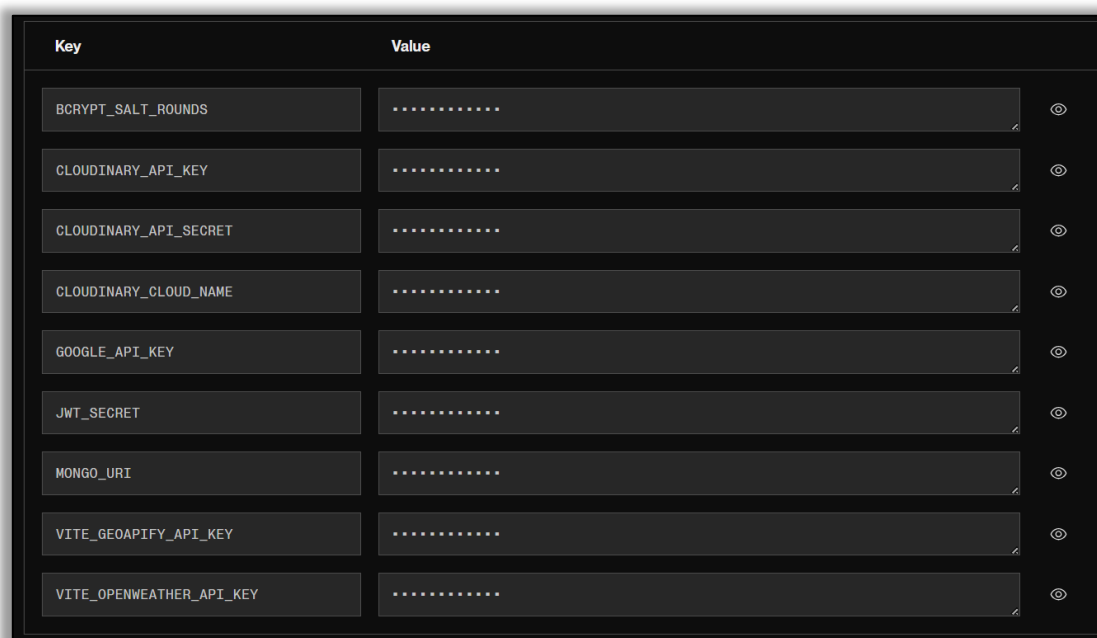 Key Value
BCRYPT_SALT_ROUNDS ••••••••••••
CLOUDINARY_API_KEY ••••••••••••
CLOUDINARY_API_SECRET ••••••••••••
CLOUDINARY_CLOUD_NAME ••••••••••••
GOOGLE_API_KEY ••••••••••••
JWT_SECRET ••••••••••••
MONGO_URI ••••••••••••
VITE_GEOAPIFY_API_KEY ••••••••••••
VITE_OPENWEATHER_API_KEY ••••••••••••